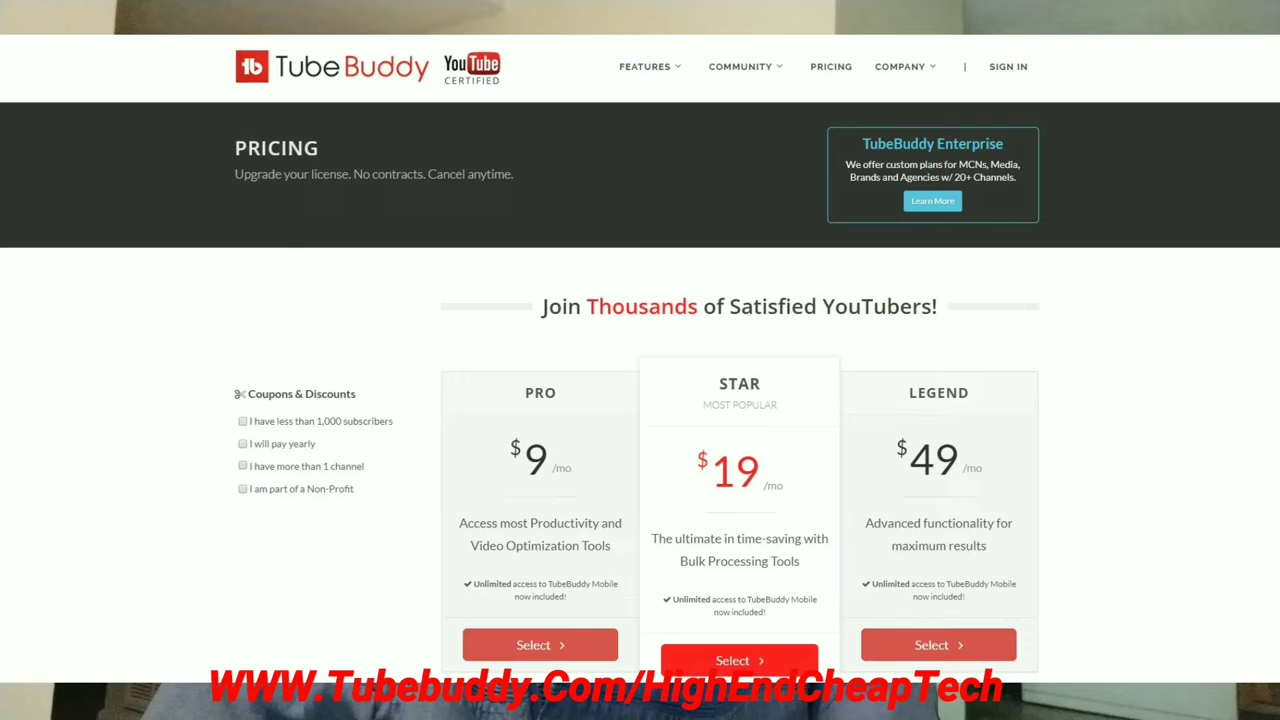 TubeBuddy YouTube CERTIFIED
FEATURES COMMUNITY PRICING COMPANY | SIGN IN
PRICING
Upgrade your license. No contracts. Cancel anytime.
TubeBuddy Enterprise
We offer custom plans for MCNs, Media,
Brands and Agencies w/ 20+ Channels.
Learn More
Join Thousands of Satisfied YouTubers!
Coupons & Discounts
I have less than 1,000 subscribers
I will pay yearly
I have more than 1 channel
I am part of a Non-Profit
PRO
$9 /mo
Access most Productivity and
Video Optimization Tools
✔ Unlimited access to TubeBuddy Mobile
now included!
Select >
STAR
MOST POPULAR
$19 /mo
The ultimate in time-saving with
Bulk Processing Tools
✔ Unlimited access to TubeBuddy Mobile
now included!
Select >
LEGEND
$49 /mo
Advanced functionality for
maximum results
✔ Unlimited access to TubeBuddy Mobile
now included!
Select >
WWW.Tubebuddy.Com/HighEndCheapTech